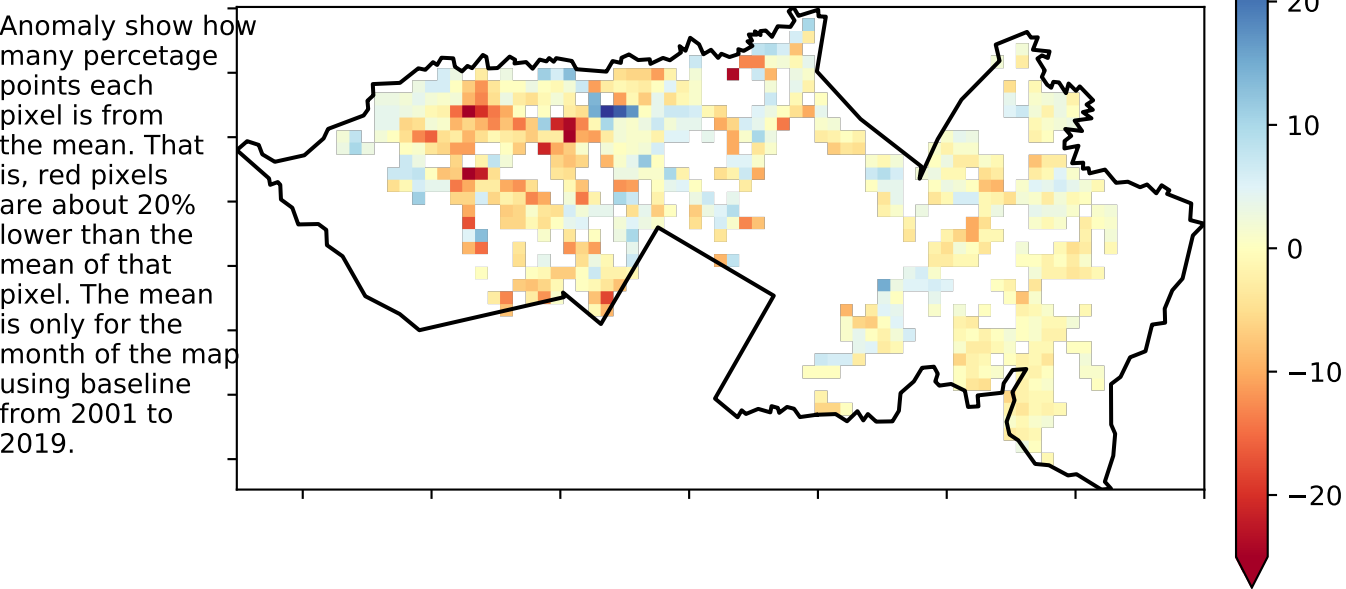 Anomaly show how
many percetage
points each
pixel is from
the mean. That
is, red pixels
are about 20%
lower than the
mean of that
pixel. The mean
is only for the
month of the map
using baseline
from 2001 to
2019.
20
10
0
−10
−20